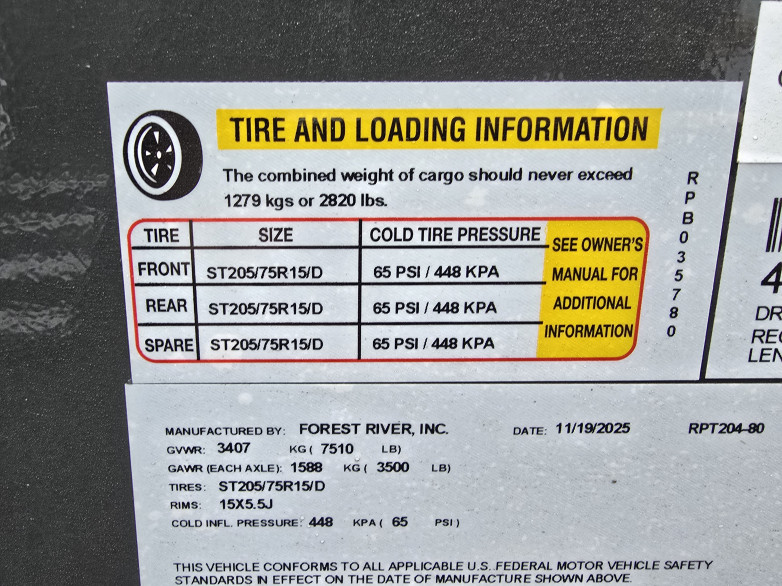 TIRE AND LOADING INFORMATION
The combined weight of cargo should never exceed
1279 kgs or 2820 lbs.
TIRE SIZE COLD TIRE PRESSURE SEE OWNER'S
FRONT ST205/75R15/D 65 PSI / 448 KPA MANUAL FOR
REAR ST205/75R15/D 65 PSI / 448 KPA ADDITIONAL
SPARE ST205/75R15/D 65 PSI / 448 KPA INFORMATION
RPB035780
4
DR
REC
LEN
MANUFACTURED BY: FOREST RIVER, INC. DATE: 11/19/2025 RPT204-80
GVWR: 3407 KG ( 7510 LB)
GAWR (EACH AXLE): 1588 KG ( 3500 LB)
TIRES: ST205/75R15/D
RIMS: 15X5.5J
COLD INFL. PRESSURE: 448 KPA ( 65 PSI )
THIS VEHICLE CONFORMS TO ALL APPLICABLE U.S. FEDERAL MOTOR VEHICLE SAFETY
STANDARDS IN EFFECT ON THE DATE OF MANUFACTURE SHOWN ABOVE.